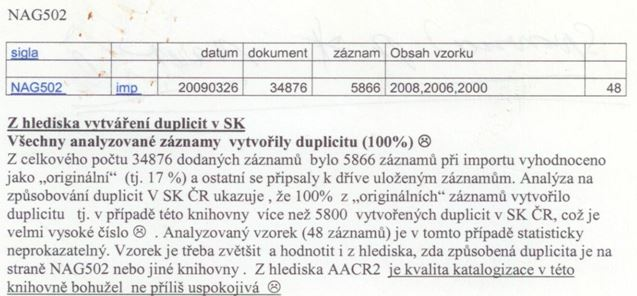 NAG502
sigla datum dokument záznam Obsah vzorku
NAG502 imp 20090326 34876 5866 2008,2006,2000 48
Z hlediska vytváření duplicit v SK
Všechny analyzované záznamy vytvořily duplicitu (100%) ☹
Z celkového počtu 34876 dodaných záznamů bylo 5866 záznamů při importu vyhodnoceno
jako „originální“ (tj. 17 %) a ostatní se připsaly k dříve uloženým záznamům. Analýza na
způsobování duplicit V SK ČR ukazuje , že 100% z „originálních“ záznamů vytvořilo
duplicitu tj. v případě této knihovny více než 5800 vytvořených duplicit v SK ČR, což je
velmi vysoké číslo ☹ . Analyzovaný vzorek (48 záznamů) je v tomto případě statisticky
neprokazatelný. Vzorek je třeba zvětšit a hodnotit i z hlediska, zda způsobená duplicita je na
straně NAG502 nebo jiné knihovny . Z hlediska AACR2 je kvalita katalogizace v této
knihovně bohužel ne příliš uspokojivá ☹